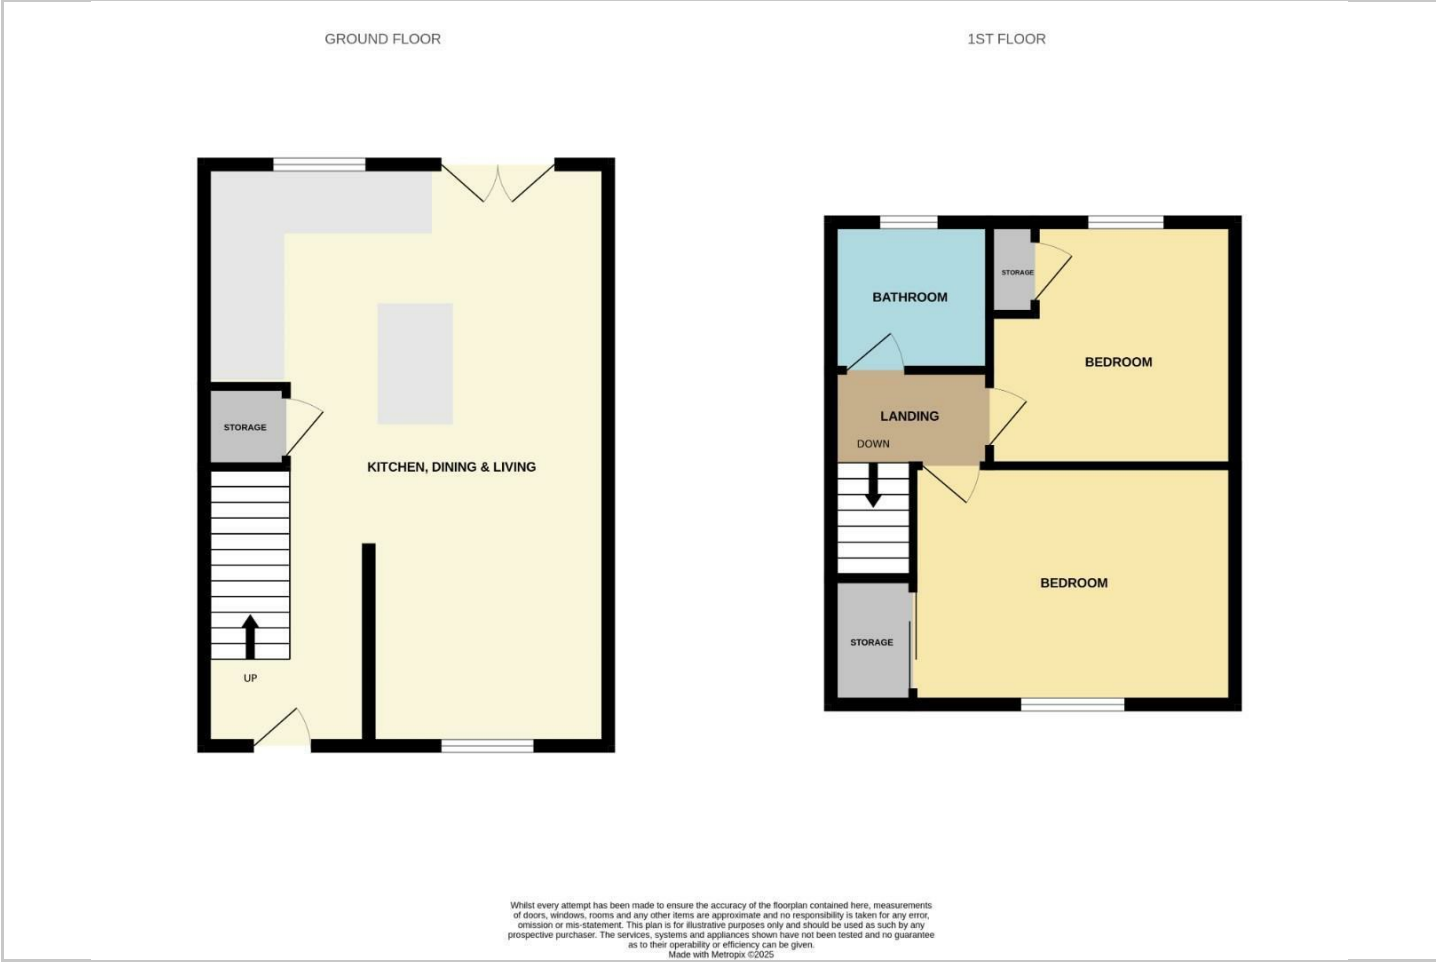 GROUND FLOOR
1ST FLOOR
STORAGE
KITCHEN, DINING & LIVING
UP
BATHROOM
STORAGE
BEDROOM
LANDING
DOWN
BEDROOM
STORAGE
Whilst every attempt has been made to ensure the accuracy of the floorplan contained here, measurements
of doors, windows, rooms and any other items are approximate and no responsibility is taken for any error,
omission or mis-statement. This plan is for illustrative purposes only and should be used as such by any
prospective purchaser. The services, systems and appliances shown have not been tested and no guarantee
as to their operability or efficiency can be given.
Made with Metropix ©2025